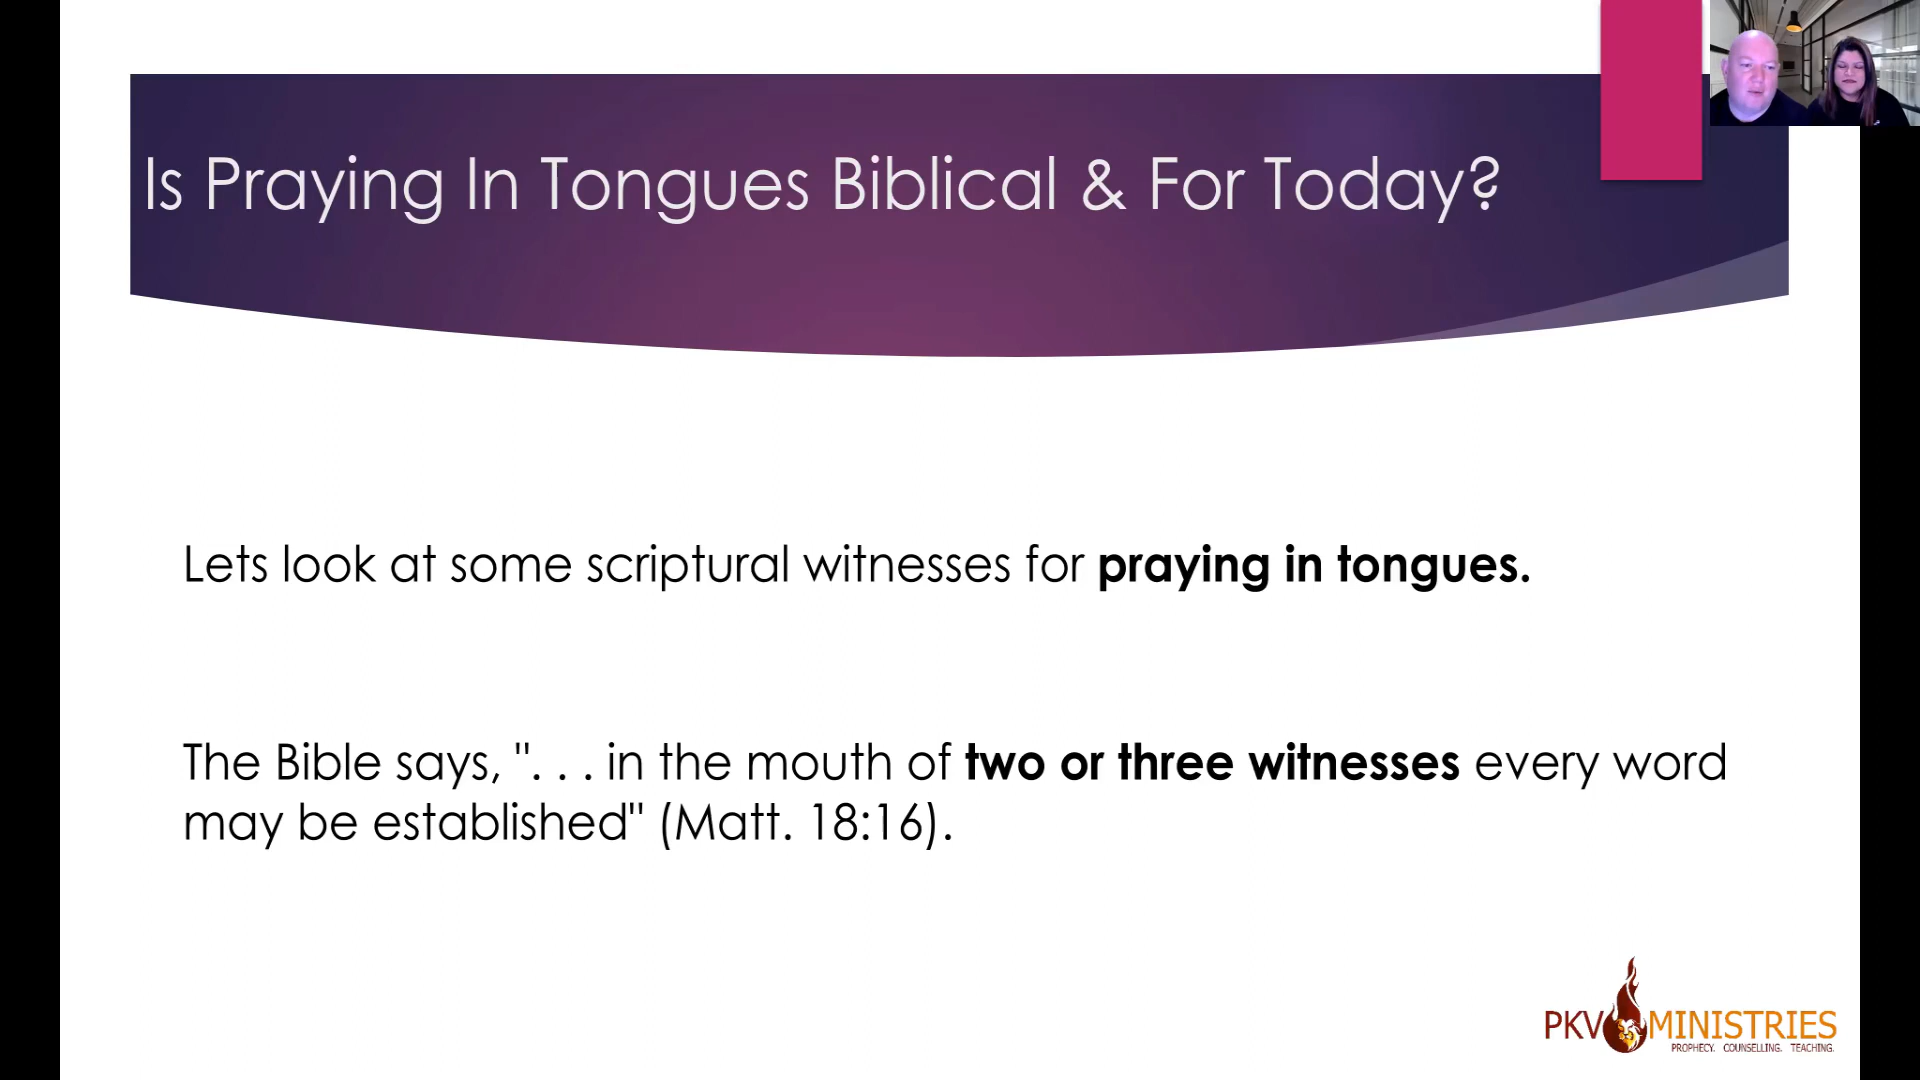 Is Praying In Tongues Biblical & For Today?
Lets look at some scriptural witnesses for praying in tongues.
The Bible says, ". . . in the mouth of two or three witnesses every word
may be established" (Matt. 18:16).
PKV MINISTRIES
PROPHECY. COUNSELLING. TEACHING.